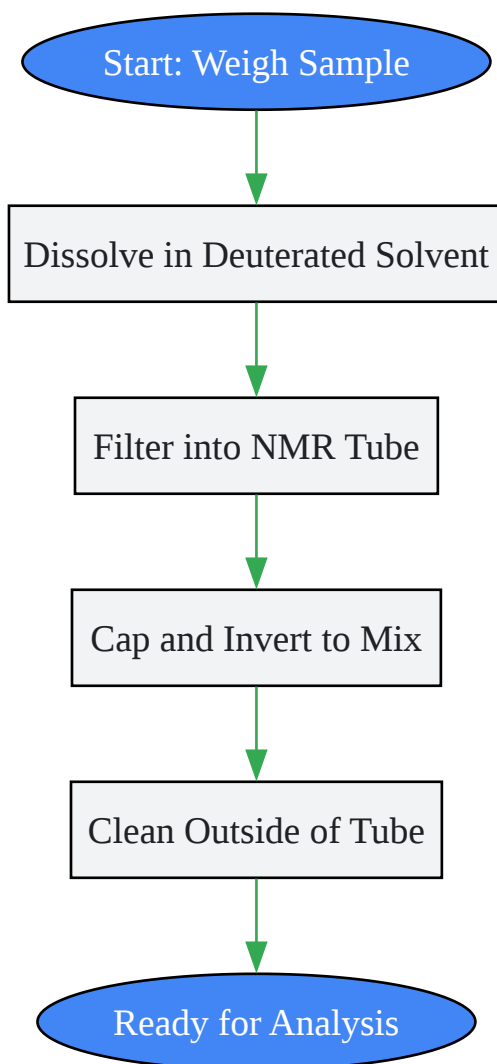 Start: Weigh Sample
Dissolve in Deuterated Solvent
Filter into NMR Tube
Cap and Invert to Mix
Clean Outside of Tube
Ready for Analysis